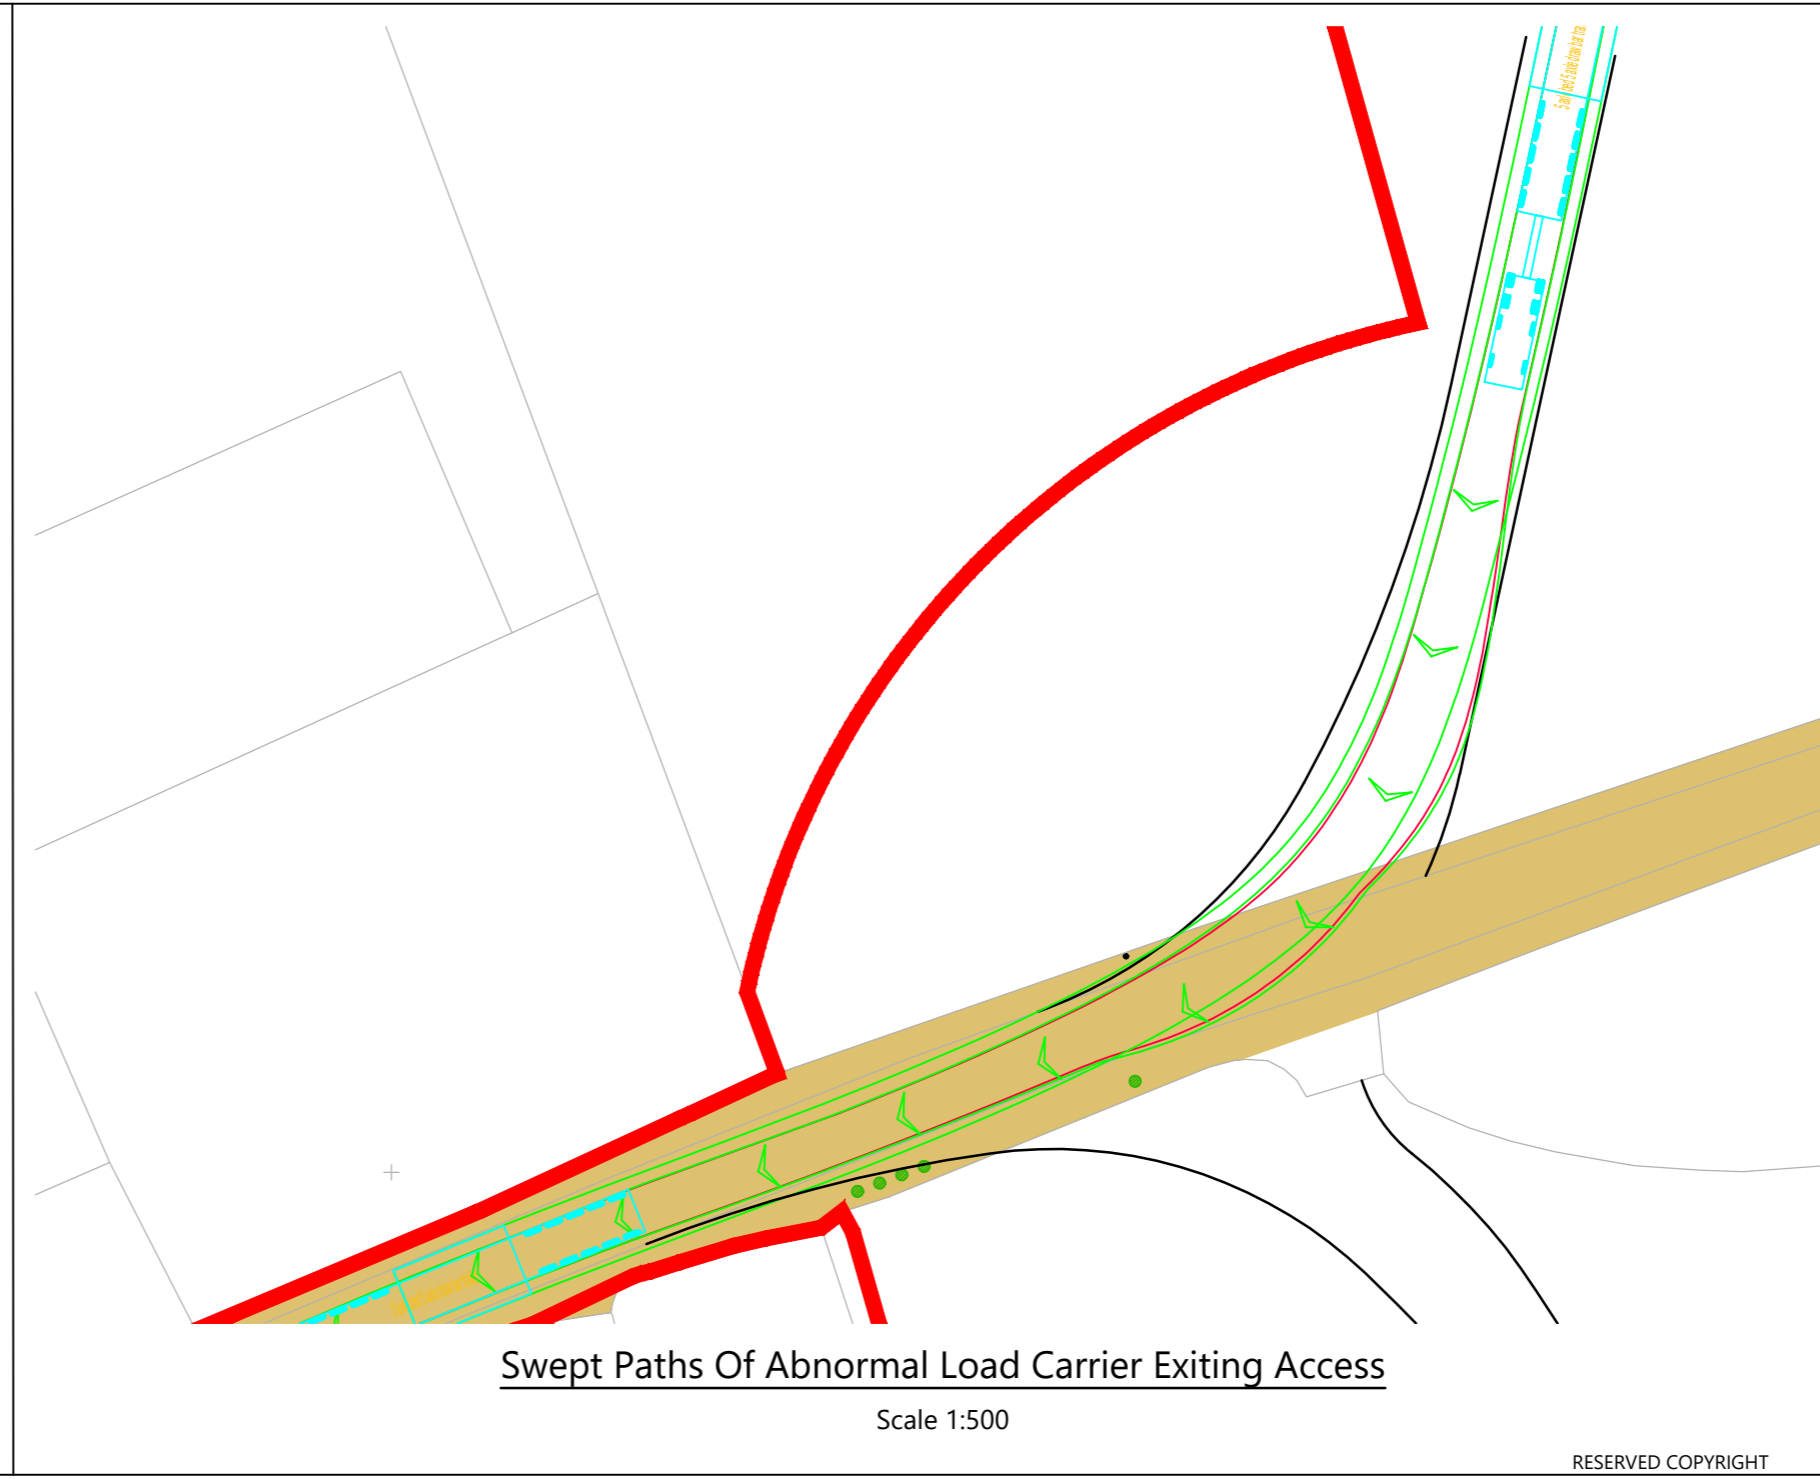 Swept Paths Of Abnormal Load Carrier Exiting Access
Scale 1:500
RESERVED COPYRIGHT